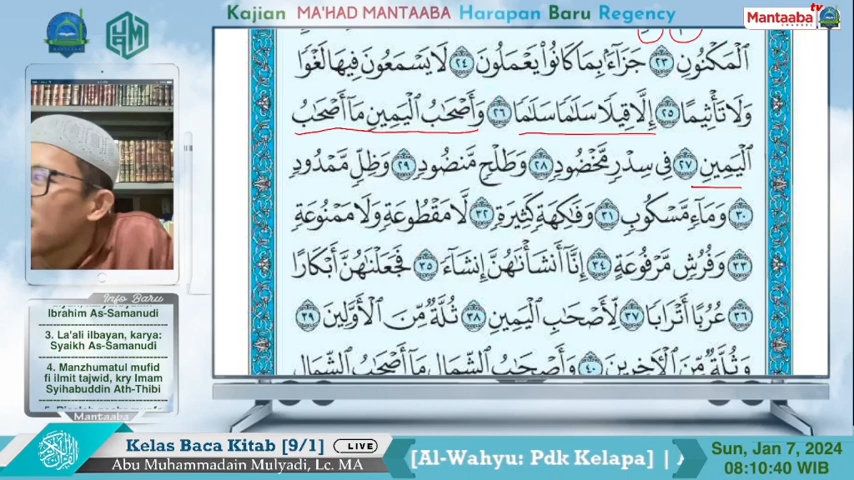 Kajian MA'HAD MANTAABA Harapan Baru Regency
Mantaaba tv
ٱلْمَكْنُونِ ٢٣ جَزَآءًۢ بِمَا كَانُوا۟ يَعْمَلُونَ ٢٤ لَا يَسْمَعُونَ فِيهَا لَغْوًا
وَلَا تَأْثِيمًا ٢٥ إِلَّا قِيلًا سَلَٰمًا سَلَٰمًا ٢٦ وَأَصْحَٰبُ ٱلْيَمِينِ مَآ أَصْحَٰبُ
ٱلْيَمِينِ ٢٧ فِى سِدْرٍ مَّخْضُودٍ ٢٨ وَطَلْحٍ مَّنضُودٍ ٢٩ وَظِلٍّ مَّمْدُودٍ
٣٠ وَمَآءٍ مَّسْكُوبٍ ٣١ وَفَٰكِهَةٍ كَثِيرَةٍ ٣٢ لَّا مَقْطُوعَةٍ وَلَا مَمْنُوعَةٍ
٣٣ وَفُرُشٍ مَّرْفُوعَةٍ ٣٤ إِنَّآ أَنشَأْنَٰهُنَّ إِنشَآءً ٣٥ فَجَعَلْنَٰهُنَّ أَبْكَارًا
٣٦ عُرُبًا أَتْرَابًا ٣٧ لِّأَصْحَٰبِ ٱلْيَمِينِ ٣٨ ثُلَّةٌ مِّنَ ٱلْأَوَّلِينَ ٣٩
وَثُلَّةٌ مِّنَ ٱلْءَاخِرِينَ ٤٠ وَأَصْحَٰبُ ٱلشِّمَالِ مَآ أَصْحَٰبُ ٱلشِّمَالِ
Info Baru
Ibrahim As-Samanudi
3. La'ali ilbayan, karya:
Syaikh As-Samanudi
4. Manzhumatul mufid
fi ilmit tajwid, kry Imam
Syihabuddin Ath-Thibi
Mantaaba
Kelas Baca Kitab [9/1] LIVE
Abu Muhammadain Mulyadi, Lc. MA
[Al-Wahyu: Pdk Kelapa] |
Sun, Jan 7, 2024
08:10:40 WIB